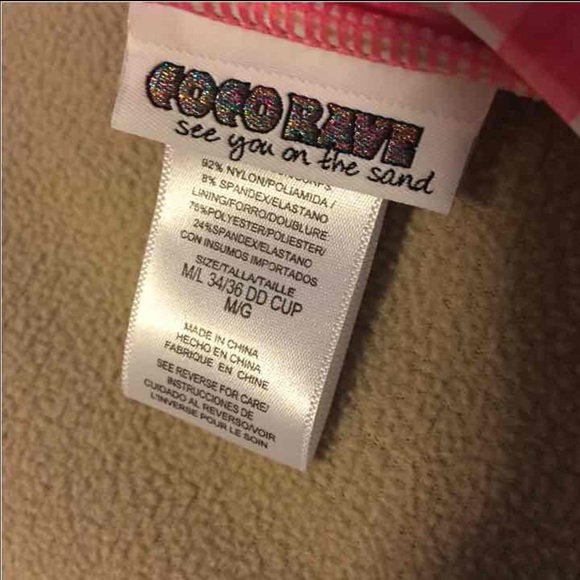 COCO RAVE
see you on the sand
92% NYLON/POLIAMIDA /
8% SPANDEX/ELASTANO
LINING/FORRO/DOUBLURE
76%POLYESTER/POLIESTER/
24%SPANDEX/ELASTANO
CON INSUMOS IMPORTADOS
SIZE/TALLA/TAILLE
M/L 34/36 DD CUP
M/G
MADE IN CHINA
HECHO EN CHINA
FABRIQUE EN CHINE
SEE REVERSE FOR CARE/
INSTRUCCIONES DE
CUIDADO AL REVERSO/VOIR
L'INVERSE POUR LE SOIN